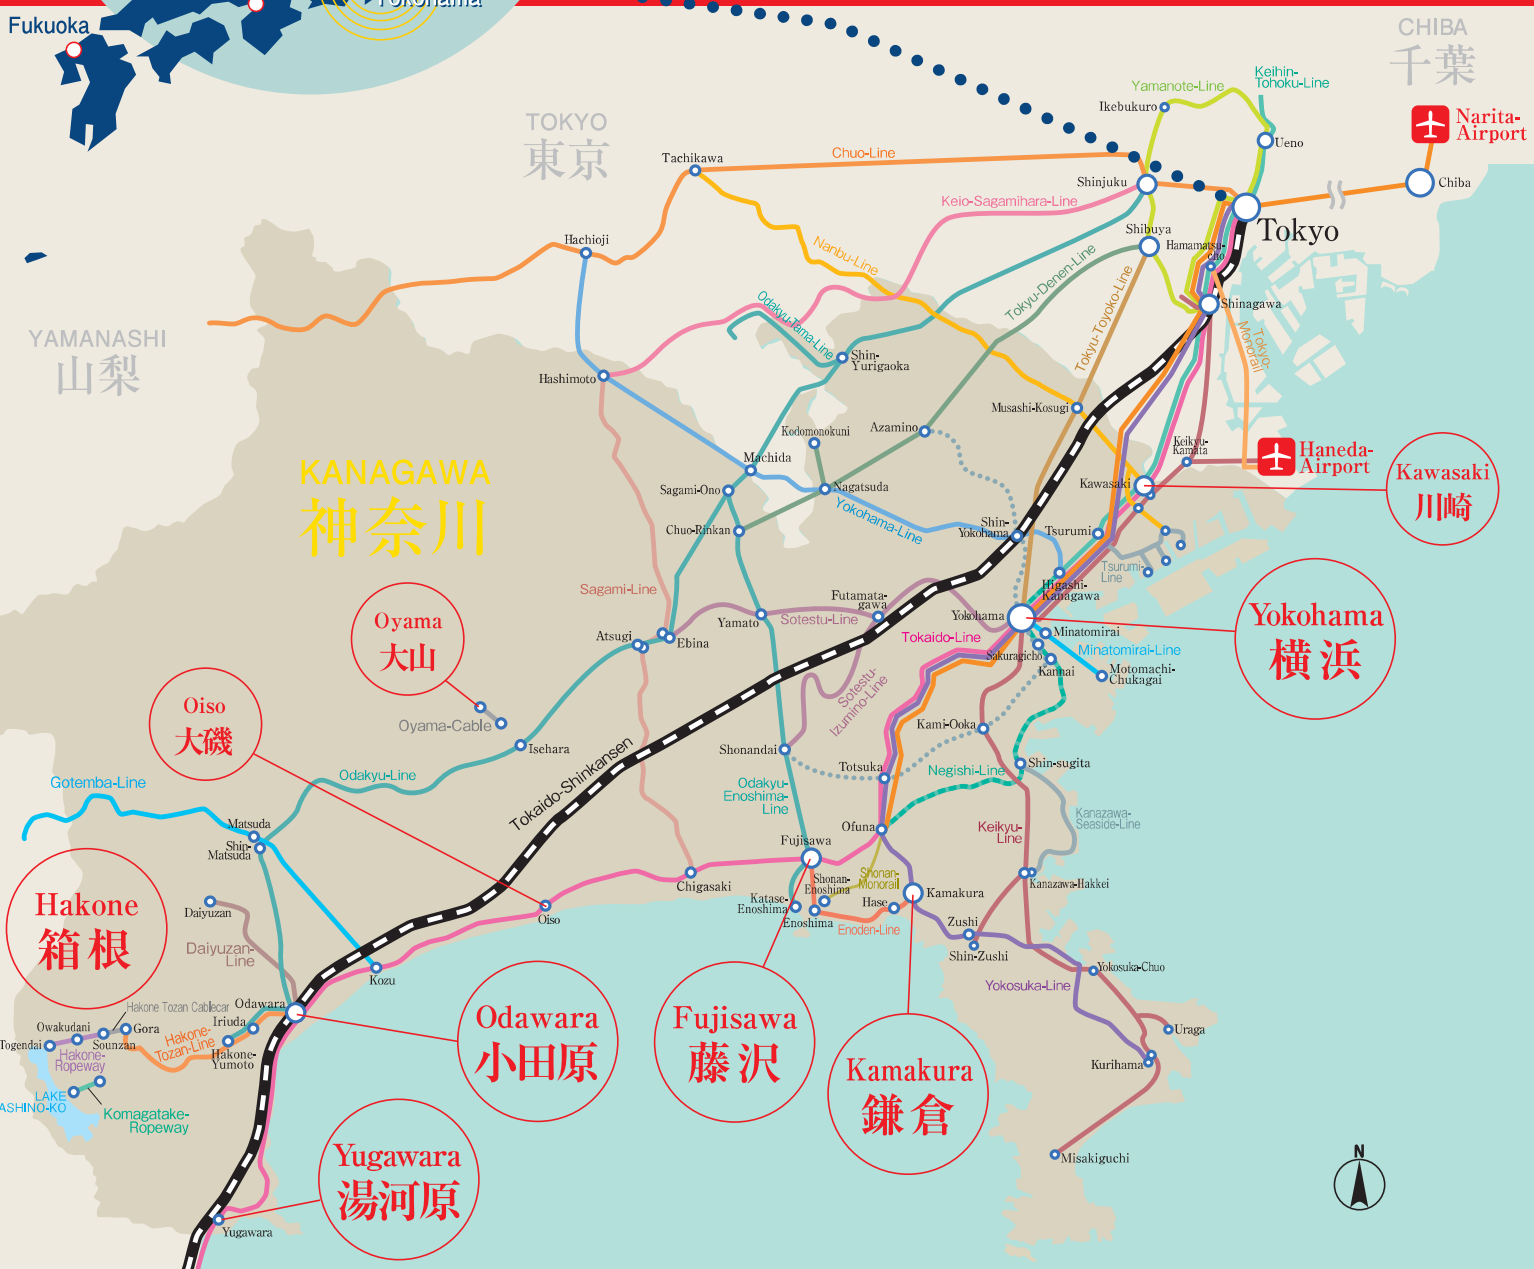 Yokohama
Fukuoka
CHIBA
千葉
Keihin-
Tohoku-Line
Yamanote-Line
Ikebukuro
Narita-
Airport
TOKYO
東京
Ueno
Tachikawa
Chuo-Line
Shinjuku
Chiba
Keio-Sagamihara-Line
Tokyo
Shibuya
Hachioji
Nanbu-Line
Hamamatsu-
cho
Tokyu-Denen-Line
Tokyu-Toyoko-Line
Odakyu-Tama-Line
Shinagawa
Tokyo-
Monorail
YAMANASHI
山梨
Shin-
Yurigaoka
Hashimoto
Musashi-Kosugi
Kodomonokuni
Azamino
Keikyu-
Kamata
Haneda-
Airport
KANAGAWA
神奈川
Machida
Kawasaki
Kawasaki
川崎
Sagami-Ono
Nagatsuda
Yokohama-Line
Chuo-Rinkan
Shin-
Yokohama
Tsurumi
Tsurumi-
Line
Sagami-Line
Higashi-
Kanagawa
Futamata-
gawa
Oyama
大山
Yamato
Sotestu-Line
Yokohama
Yokohama
横浜
Atsugi
Ebina
Tokaido-Line
Minatomirai
Minatomirai-Line
Sakuragicho
Kannai
Motomachi-
Chukagai
Oiso
大磯
Sotestu-
Izumino-Line
Oyama-Cable
Kami-Ooka
Isehara
Shonandai
Totsuka
Shin-sugita
Negishi-Line
Tokaido-Shinkansen
Gotemba-Line
Odakyu-Line
Odakyu-
Enoshima-
Line
Kanazawa-
Seaside-Line
Matsuda
Shin-
Matsuda
Ofuna
Keikyu-
Line
Fujisawa
Hakone
箱根
Chigasaki
Shonan-
Enoshima
Shonan-
Monorail
Kanazawa-Hakkei
Kamakura
Daiyuzan
Katase-
Enoshima
Hase
Oiso
Enoshima
Enoden-Line
Zushi
Shin-Zushi
Daiyuzan-
Line
Kozu
Yokosuka-Chuo
Yokosuka-Line
Odawara
Hakone Tozan Cablecar
Odawara
小田原
Fujisawa
藤沢
Kamakura
鎌倉
Iriuda
Gora
Owakudani
Sounzan
Togendai
Hakone-
Tozan-Line
Hakone-
Yumoto
Hakone-
Ropeway
Uraga
Kurihama
LAKE
ASHINO-KO
Komagatake-
Ropeway
Misakiguchi
N
Yugawara
湯河原
Yugawara